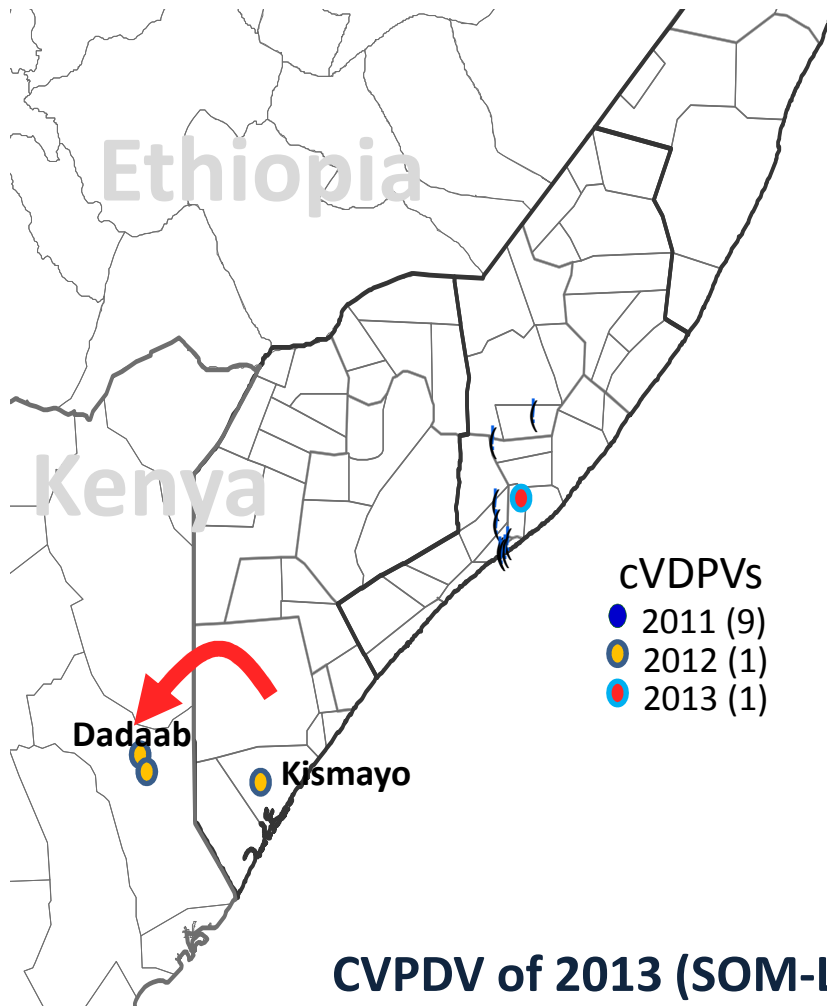 Ethiopia
Kenya
cVDPVs
2011 (9)
2012 (1)
2013 (1)
Dadaab
Kismayo
CVPDV of 2013 (SOM-